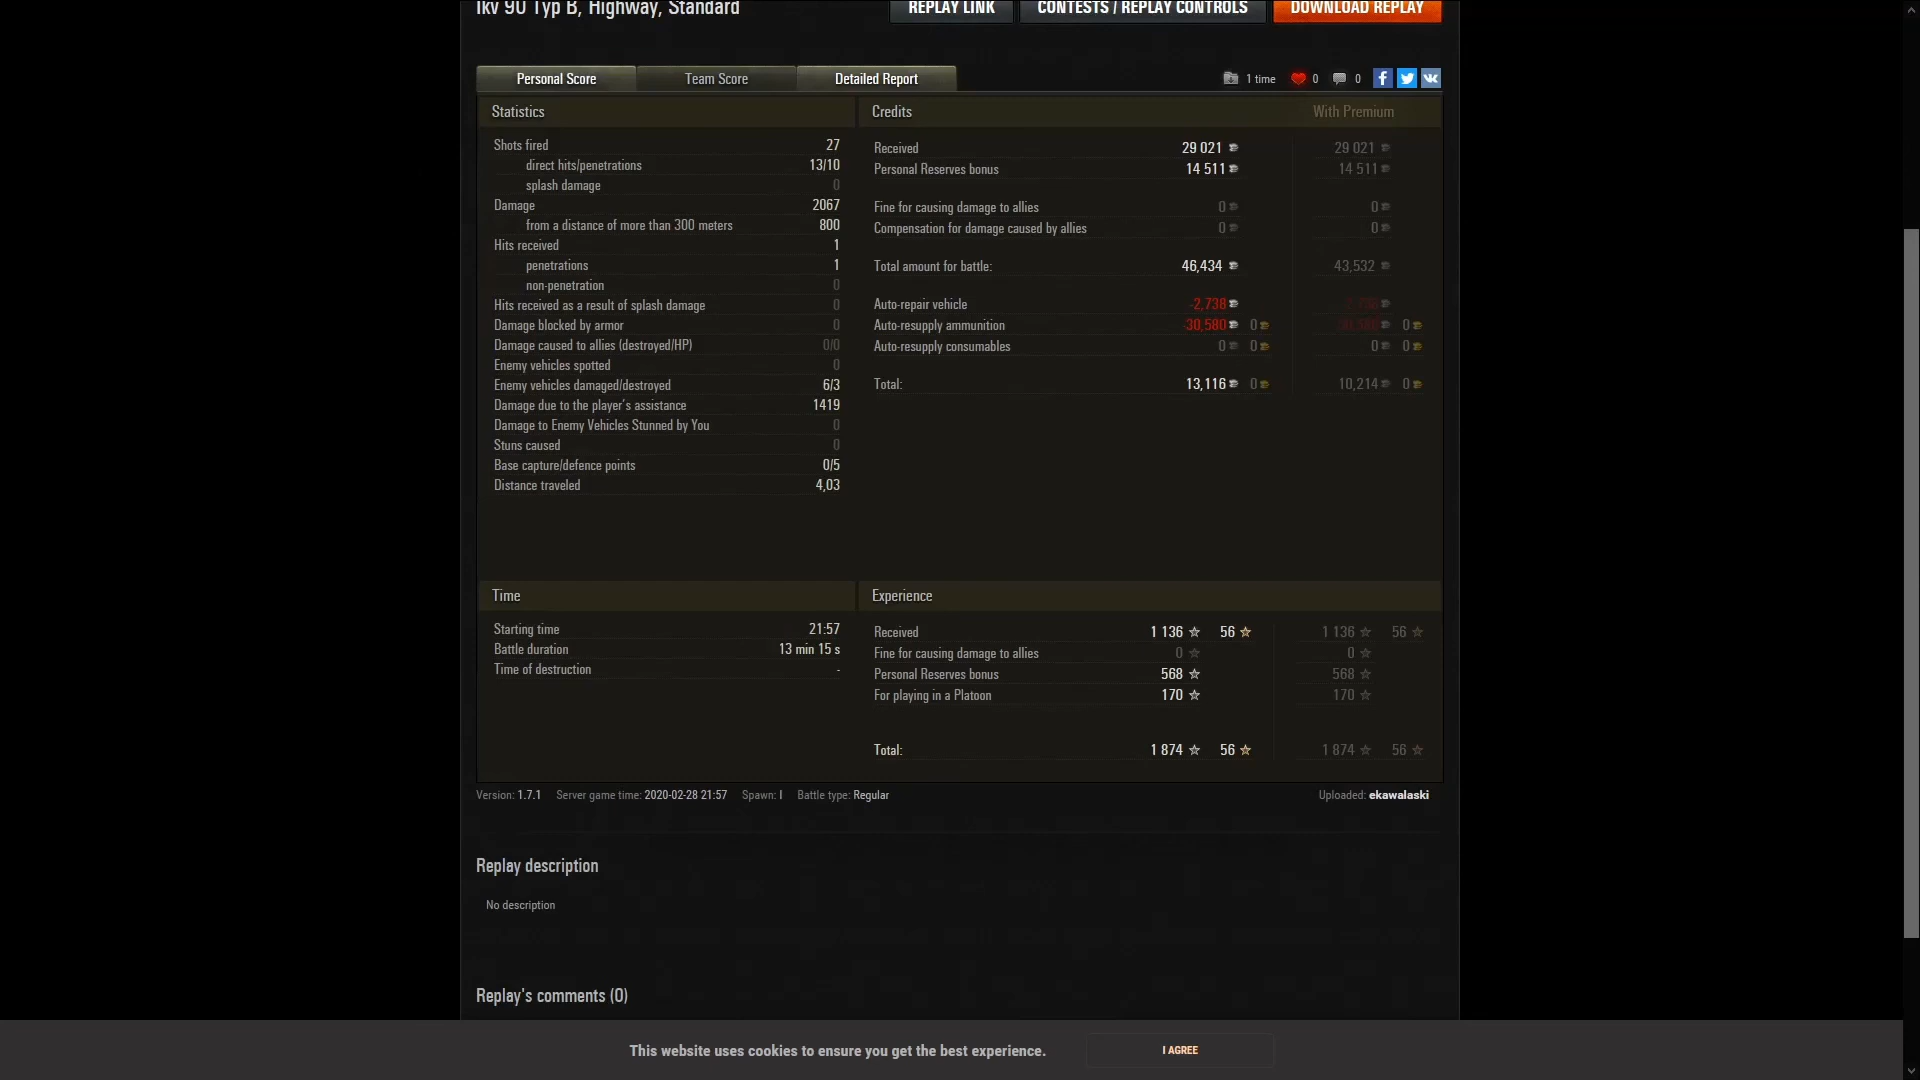 Ikv 90 Typ B, Highway, Standard
REPLAY LINK
CONTESTS / REPLAY CONTROLS
DOWNLOAD REPLAY
Personal Score
Team Score
Detailed Report
1 time
0
0
Statistics
Shots fired 27
direct hits/penetrations 13/10
splash damage 0
Damage 2067
from a distance of more than 300 meters 800
Hits received 1
penetrations 1
non-penetration 0
Hits received as a result of splash damage 0
Damage blocked by armor 0
Damage caused to allies (destroyed/HP) 0/0
Enemy vehicles spotted 0
Enemy vehicles damaged/destroyed 6/3
Damage due to the player's assistance 1419
Damage to Enemy Vehicles Stunned by You 0
Stuns caused 0
Base capture/defence points 0/5
Distance traveled 4,03
Credits With Premium
Received 29 021 29 021
Personal Reserves bonus 14 511 14 511
Fine for causing damage to allies 0 0
Compensation for damage caused by allies 0 0
Total amount for battle: 46,434 43,532
Auto-repair vehicle -2,738
Auto-resupply ammunition -30,580 0 0
Auto-resupply consumables 0 0 0 0
Total: 13,116 0 10,214 0
Time
Starting time 21:57
Battle duration 13 min 15 s
Time of destruction -
Experience
Received 1 136 56 1 136 56
Fine for causing damage to allies 0 0
Personal Reserves bonus 568 568
For playing in a Platoon 170 170
Total: 1 874 56 1 874 56
Version: 1.7.1 Server game time: 2020-02-28 21:57 Spawn: I Battle type: Regular
Uploaded: ekawalaski
Replay description
No description
Replay's comments (0)
This website uses cookies to ensure you get the best experience.
I AGREE